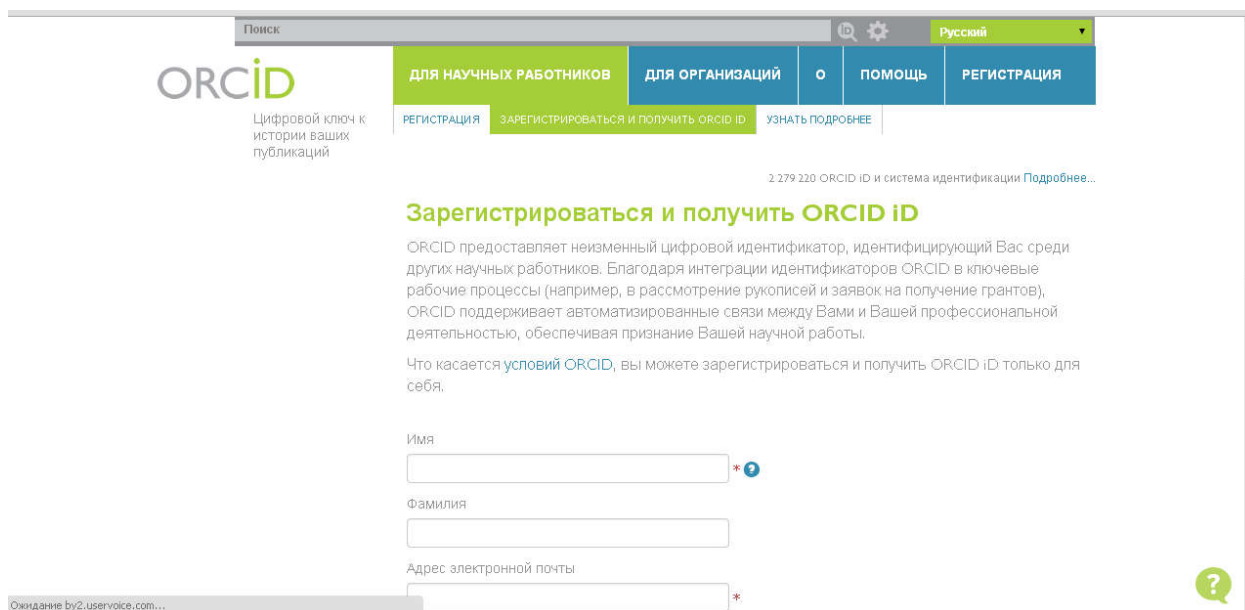 Поиск
iD
Русский
ORCID
ДЛЯ НАУЧНЫХ РАБОТНИКОВ
ДЛЯ ОРГАНИЗАЦИЙ
О
ПОМОЩЬ
РЕГИСТРАЦИЯ
Цифровой ключ к
истории ваших
публикаций
РЕГИСТРАЦИЯ
ЗАРЕГИСТРИРОВАТЬСЯ И ПОЛУЧИТЬ ORCID ID
УЗНАТЬ ПОДРОБНЕЕ
2 279 220 ORCID iD и система идентификации Подробнее...
Зарегистрироваться и получить ORCID iD
ORCID предоставляет неизменный цифровой идентификатор, идентифицирующий Вас среди
других научных работников. Благодаря интеграции идентификаторов ORCID в ключевые
рабочие процессы (например, в рассмотрение рукописей и заявок на получение грантов),
ORCID поддерживает автоматизированные связи между Вами и Вашей профессиональной
деятельностью, обеспечивая признание Вашей научной работы.
Что касается условий ORCID, вы можете зарегистрироваться и получить ORCID iD только для
себя.
Имя
* ?
Фамилия
Адрес электронной почты
*
?
Ожидание by2.uservoice.com...